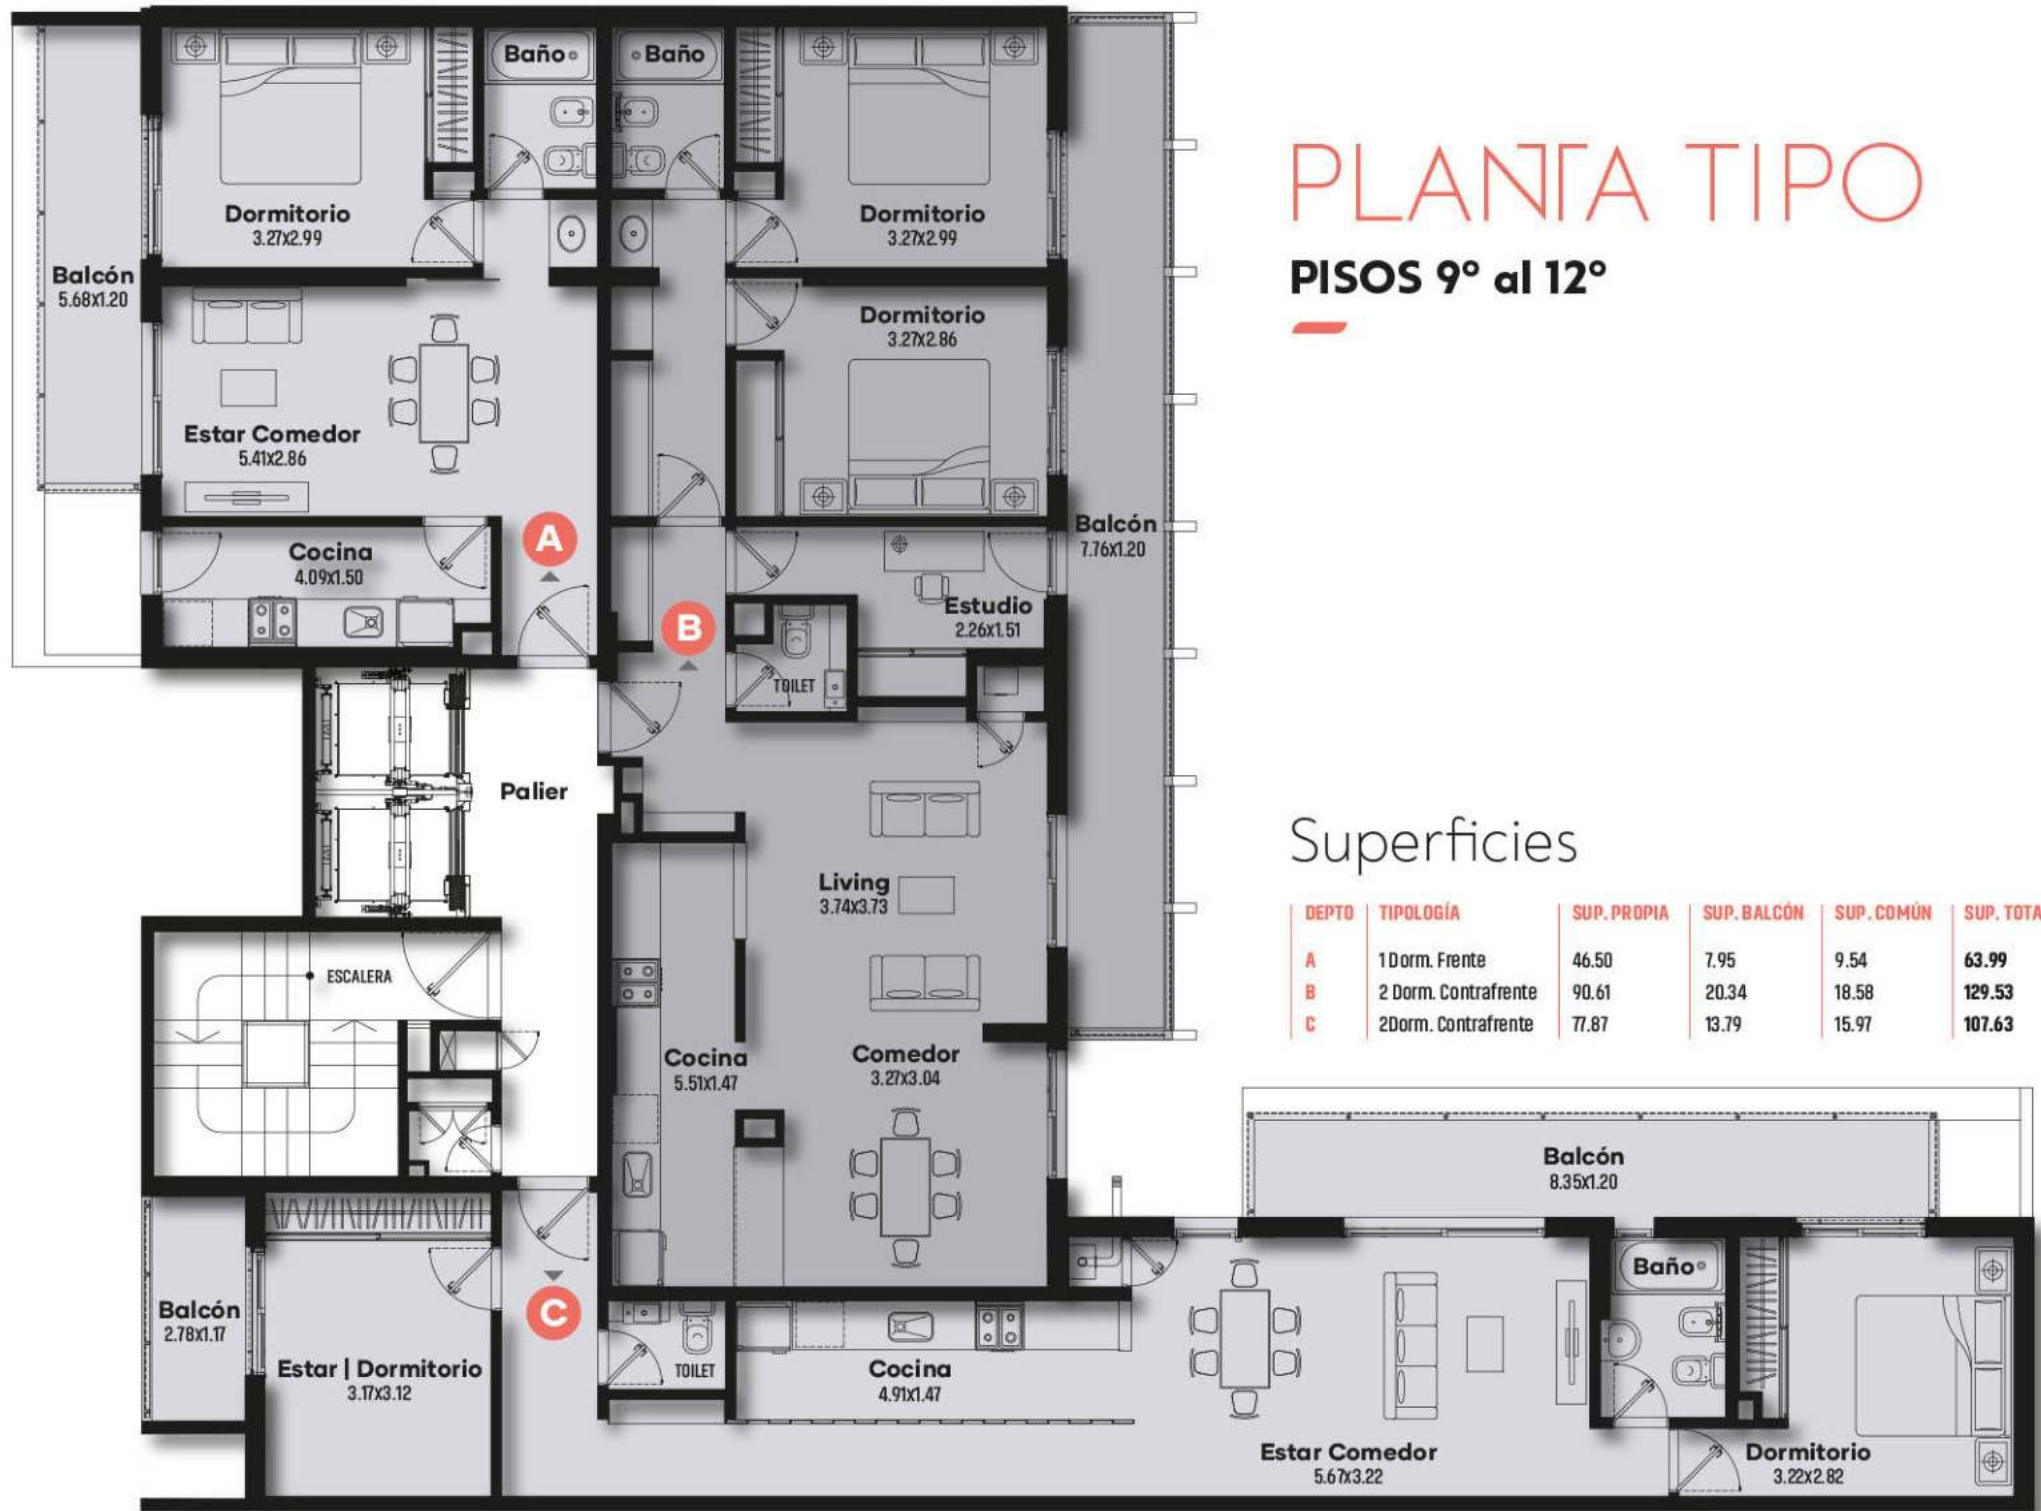 PLANTA TIPO
PISOS 9º al 12º
Baño
Baño
Dormitorio
3.27x2.99
Dormitorio
3.27x2.99
Balcón
5.68x1.20
Dormitorio
3.27x2.86
Estar Comedor
5.41x2.86
Balcón
7.76x1.20
A
Cocina
4.09x1.50
Estudio
2.26x1.51
B
TOILET
Palier
Living
3.74x3.73
ESCALERA
Cocina
5.51x1.47
Comedor
3.27x3.04
Superficies
DEPTO TIPOLOGÍA SUP. PROPIA SUP. BALCÓN SUP. COMÚN SUP. TOTA
A 1 Dorm. Frente 46.50 7.95 9.54 63.99
B 2 Dorm. Contrafrente 90.61 20.34 18.58 129.53
C 2Dorm. Contrafrente 77.87 13.79 15.97 107.63
Balcón
8.35x1.20
Baño
Balcón
2.78x1.17
C
Estar | Dormitorio
3.17x3.12
TOILET
Cocina
4.91x1.47
Estar Comedor
5.67x3.22
Dormitorio
3.22x2.82